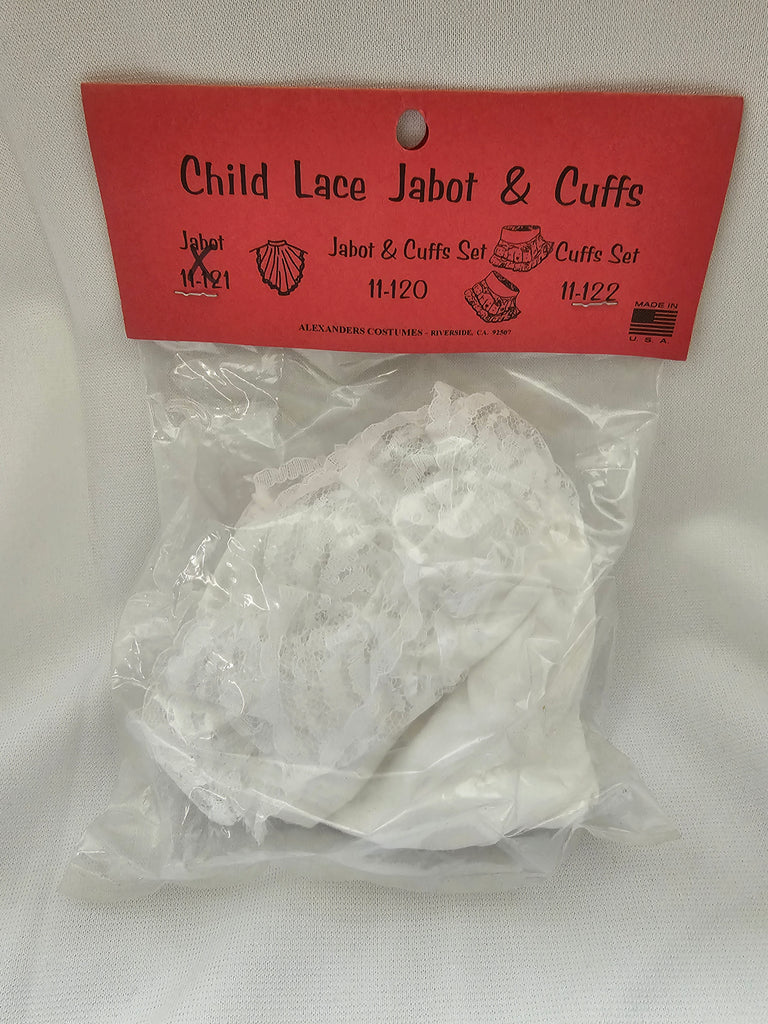 Child Lace Jabot & Cuffs
Jabot
11-121
Jabot & Cuffs Set
11-120
Cuffs Set
11-122
MADE IN
U. S. A.
ALEXANDERS COSTUMES - RIVERSIDE, CA. 92507